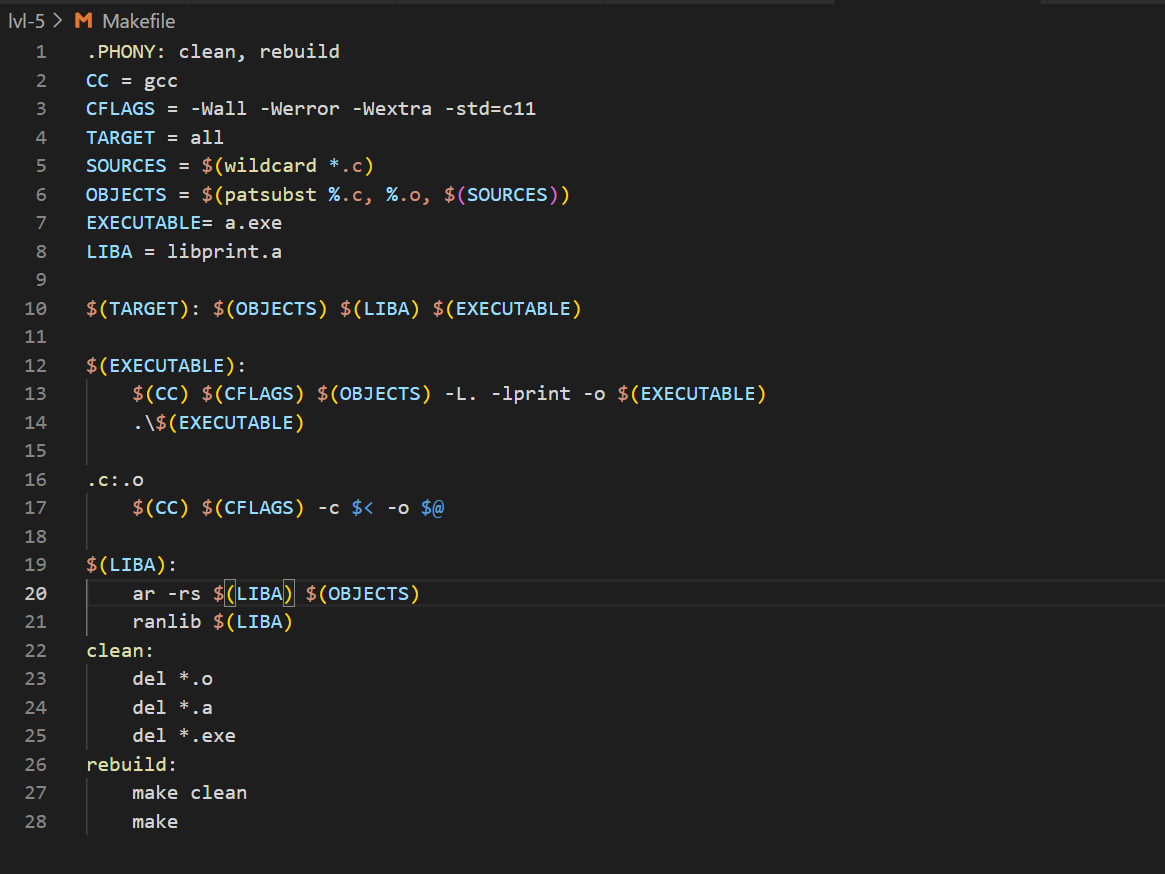 lvl-5 > M Makefile
1 .PHONY: clean, rebuild
2 CC = gcc
3 CFLAGS = -Wall -Werror -Wextra -std=c11
4 TARGET = all
5 SOURCES = $(wildcard *.c)
6 OBJECTS = $(patsubst %.c, %.o, $(SOURCES))
7 EXECUTABLE= a.exe
8 LIBA = libprint.a
9
10 $(TARGET): $(OBJECTS) $(LIBA) $(EXECUTABLE)
11
12 $(EXECUTABLE):
13     $(CC) $(CFLAGS) $(OBJECTS) -L. -lprint -o $(EXECUTABLE)
14     .\$(EXECUTABLE)
15
16 .c:.o
17     $(CC) $(CFLAGS) -c $< -o $@
18
19 $(LIBA):
20     ar -rs $(LIBA) $(OBJECTS)
21     ranlib $(LIBA)
22 clean:
23     del *.o
24     del *.a
25     del *.exe
26 rebuild:
27     make clean
28     make